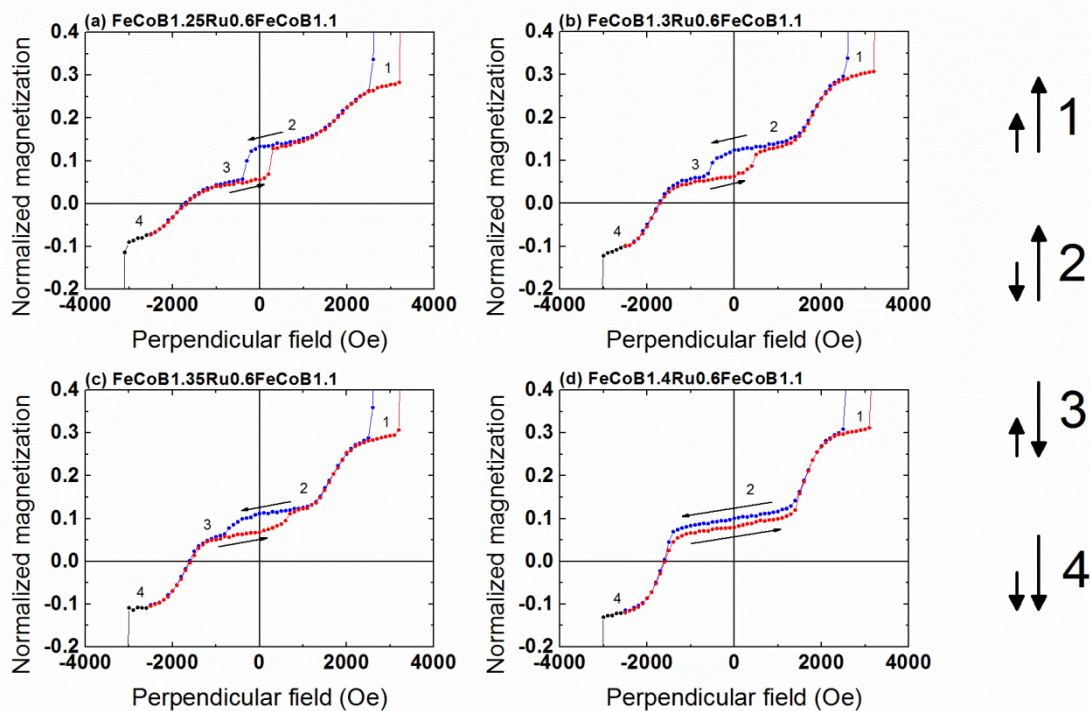 (a) FeCoB1.25Ru0.6FeCoB1.1
Normalized magnetization
0.4
0.3
0.2
0.1
0.0
-0.1
-0.2
1
2
3
4
-4000 -2000 0 2000 4000
Perpendicular field (Oe)
(b) FeCoB1.3Ru0.6FeCoB1.1
Normalized magnetization
0.4
0.3
0.2
0.1
0.0
-0.1
-0.2
1
2
3
4
-4000 -2000 0 2000 4000
Perpendicular field (Oe)
(c) FeCoB1.35Ru0.6FeCoB1.1
Normalized magnetization
0.4
0.3
0.2
0.1
0.0
-0.1
-0.2
1
2
3
4
-4000 -2000 0 2000 4000
Perpendicular field (Oe)
(d) FeCoB1.4Ru0.6FeCoB1.1
Normalized magnetization
0.4
0.3
0.2
0.1
0.0
-0.1
-0.2
1
2
4
-4000 -2000 0 2000 4000
Perpendicular field (Oe)
1
2
3
4